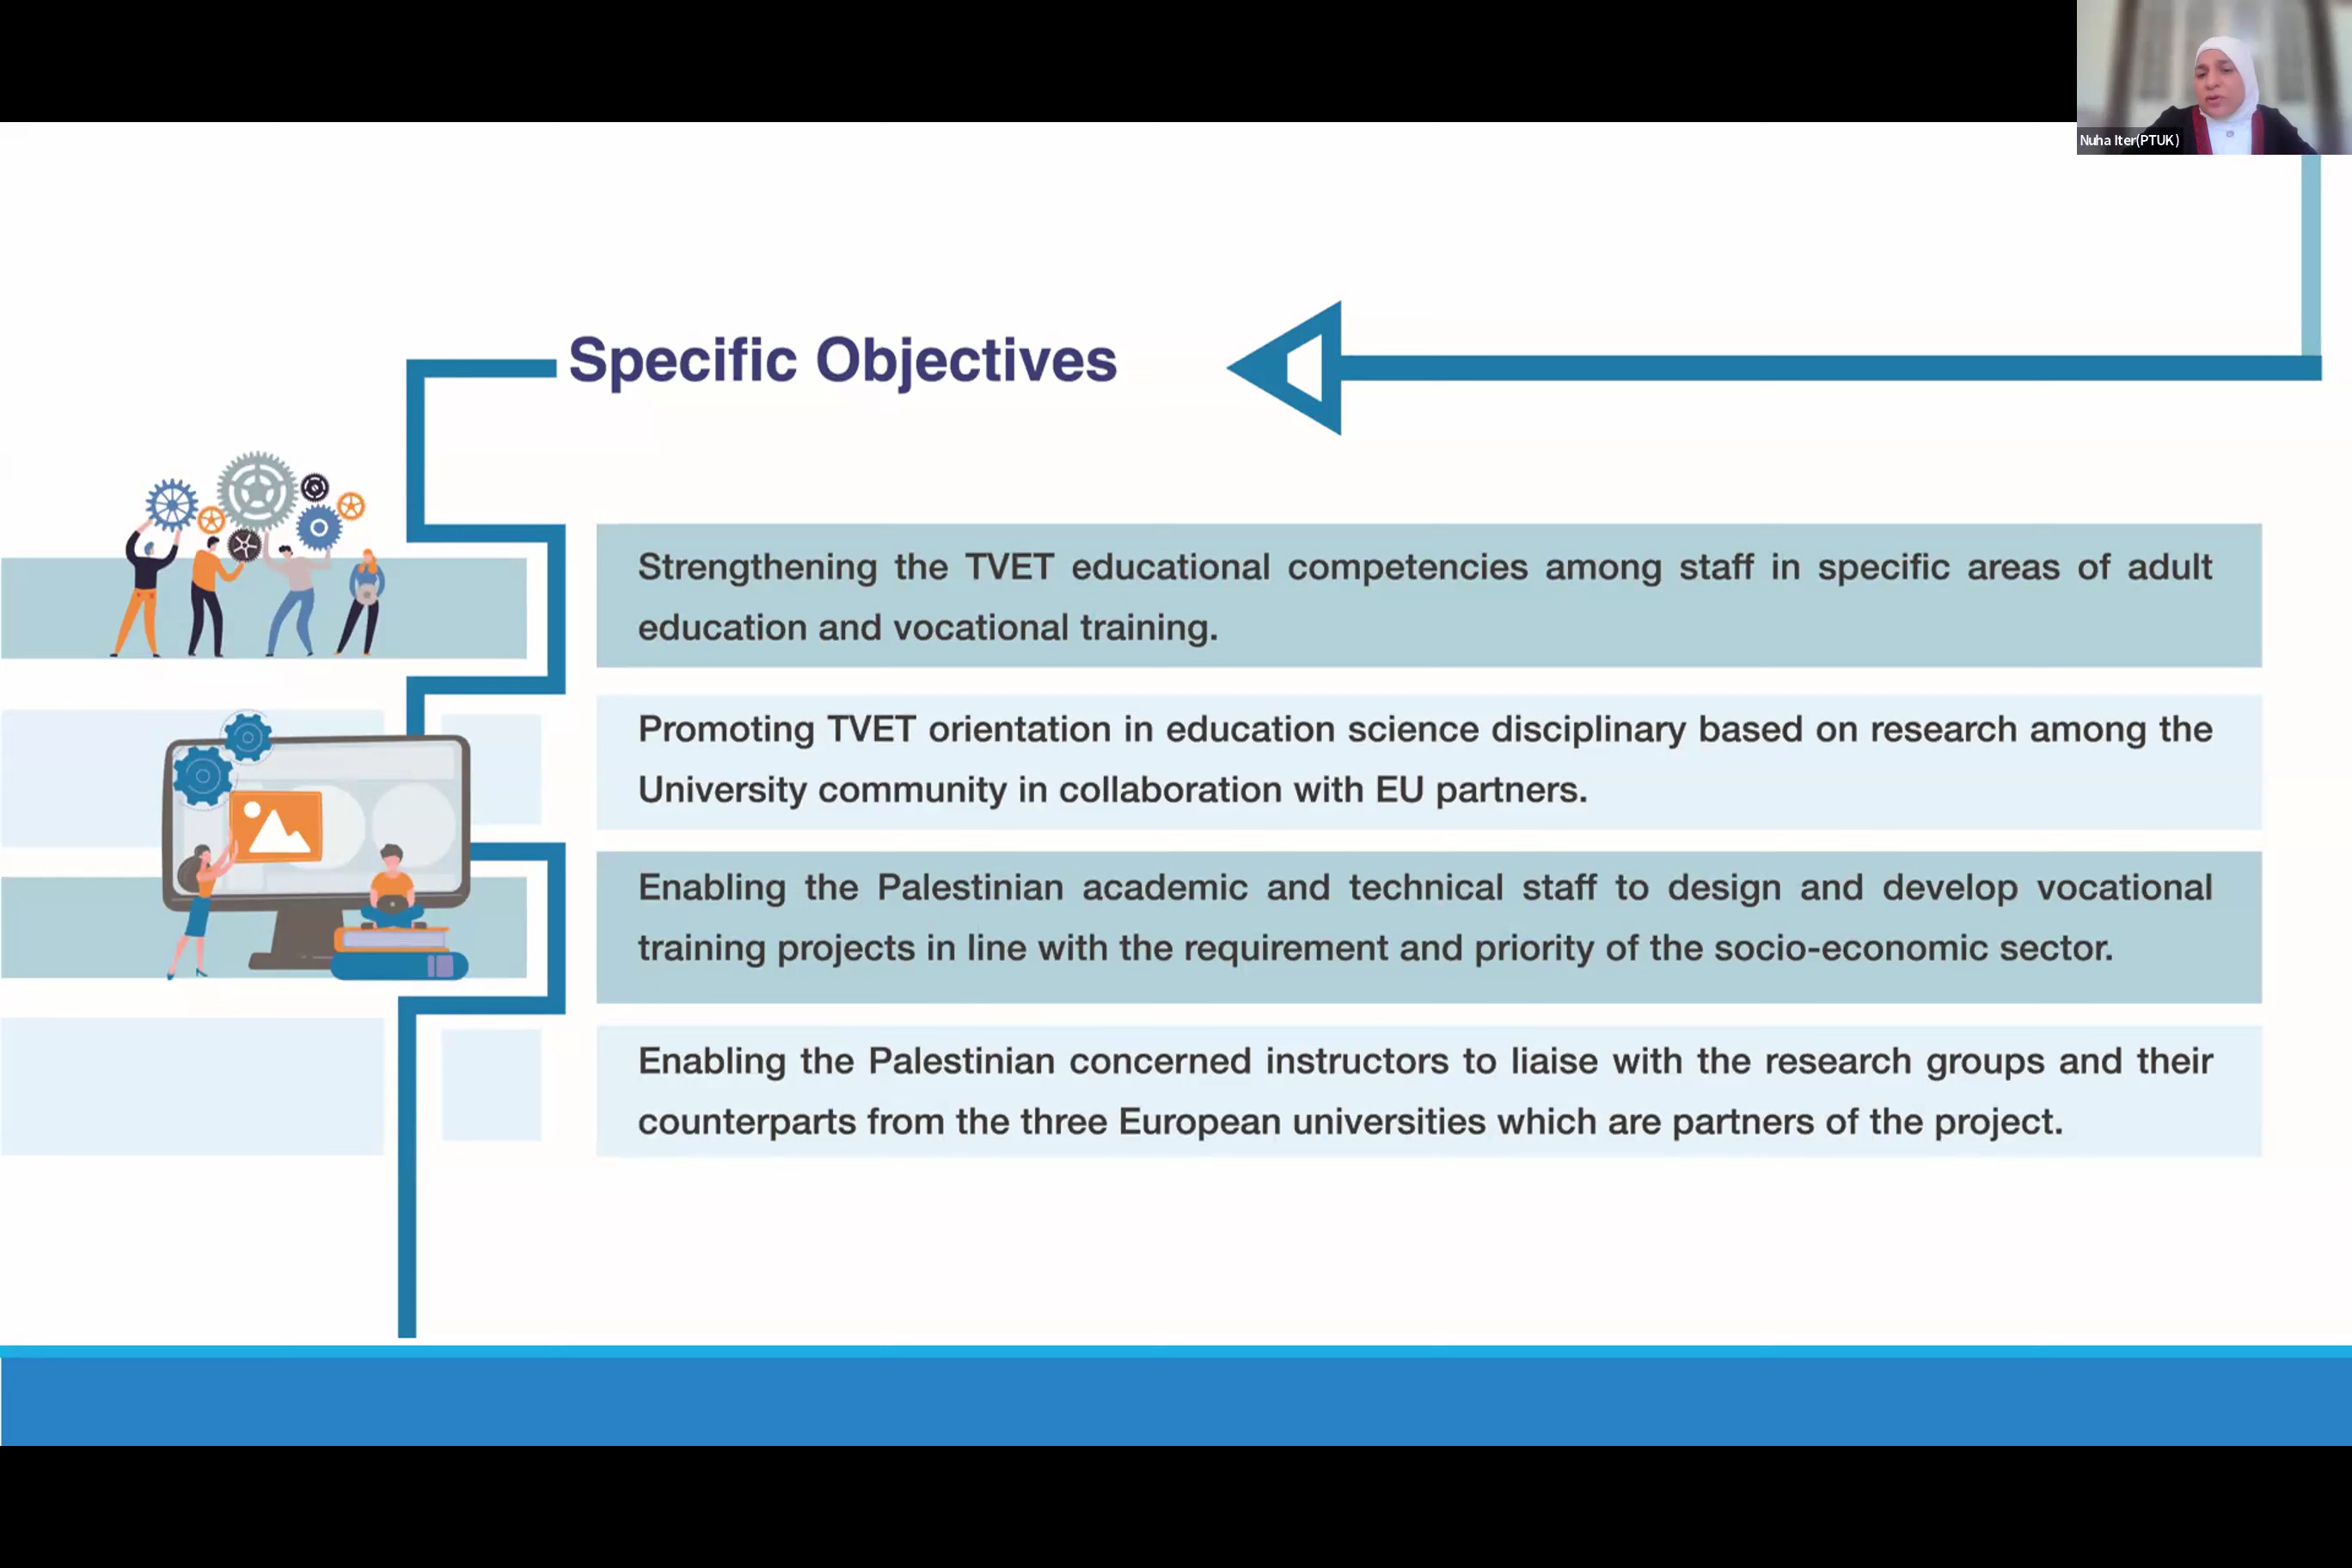 Nuha Iter(PTUK)
Specific Objectives
Strengthening the TVET educational competencies among staff in specific areas of adult
education and vocational training.
Promoting TVET orientation in education science disciplinary based on research among the
University community in collaboration with EU partners.
Enabling the Palestinian academic and technical staff to design and develop vocational
training projects in line with the requirement and priority of the socio-economic sector.
Enabling the Palestinian concerned instructors to liaise with the research groups and their
counterparts from the three European universities which are partners of the project.